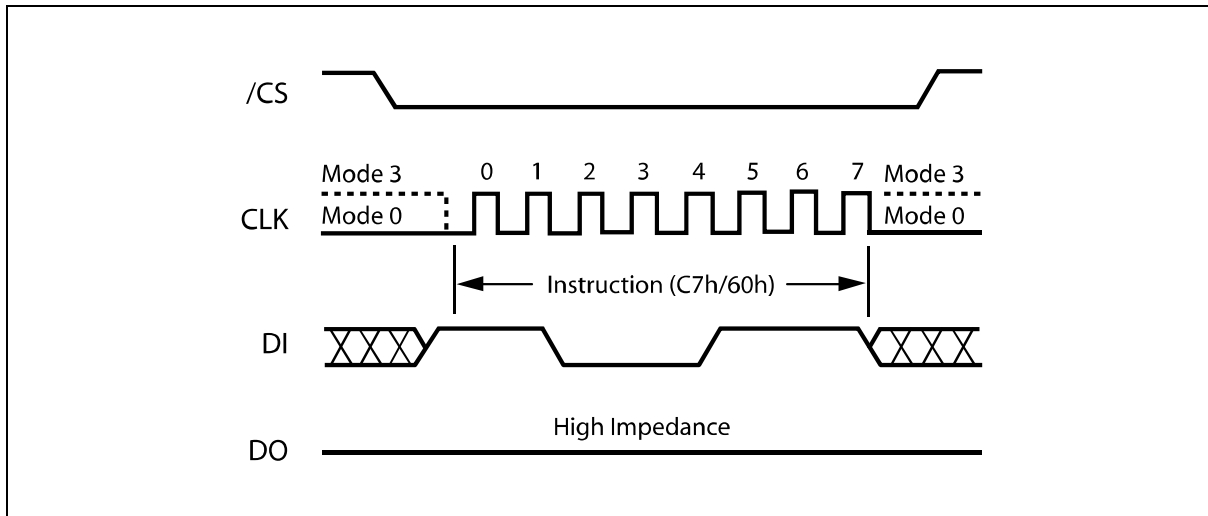 /CS
Mode 3 0 1 2 3 4 5 6 7 Mode 3
CLK Mode 0 Mode 0
Instruction (C7h/60h)
DI
High Impedance
DO